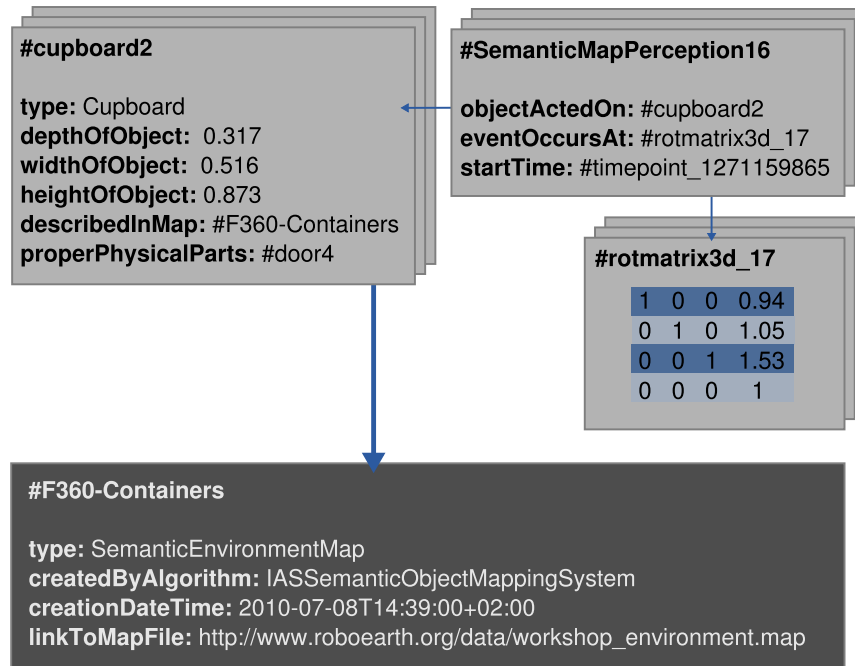 #cupboard2
type: Cupboard
depthOfObject: 0.317
widthOfObject: 0.516
heightOfObject: 0.873
describedInMap: #F360-Containers
properPhysicalParts: #door4
#SemanticMapPerception16
objectActedOn: #cupboard2
eventOccursAt: #rotmatrix3d_17
startTime: #timepoint_1271159865
#rotmatrix3d_17
1 0 0 0.94
0 1 0 1.05
0 0 1 1.53
0 0 0 1
#F360-Containers
type: SemanticEnvironmentMap
createdByAlgorithm: IASSemanticObjectMappingSystem
creationDateTime: 2010-07-08T14:39:00+02:00
linkToMapFile: http://www.roboearth.org/data/workshop_environment.map